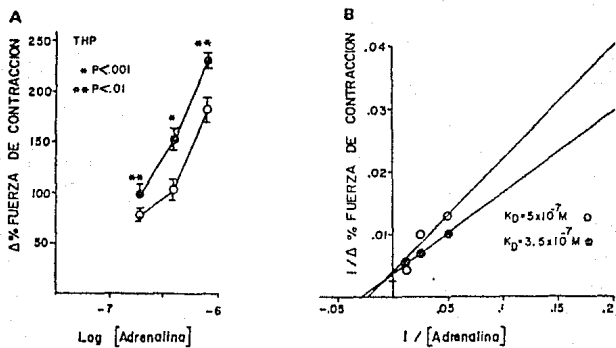 A
THP
* P<.001
** P<.01
Δ% FUERZA DE CONTRACCION
250
200
150
100
50
**
*
**
-7
-6
Log [Adrenalina]
B
1/Δ % FUERZA DE CONTRACCION
.04
.03
.02
.01
K_D=5x10^-7 M
K_D=3.5x10^-7 M
-.05
0
.05
.1
.15
.2
1/[Adrenalina]